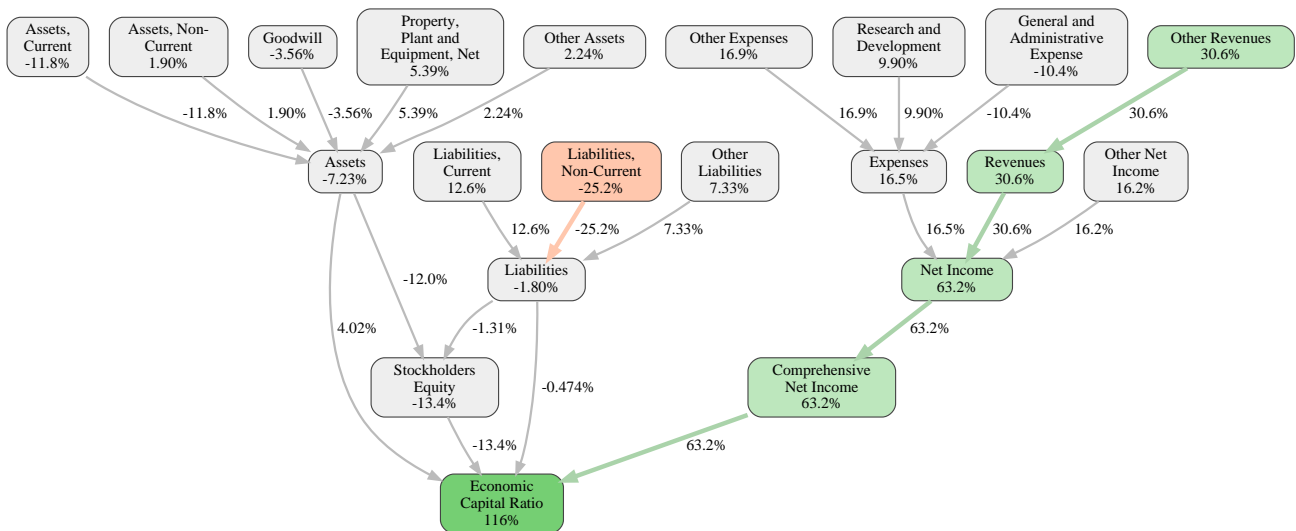 Assets,
Current
-11.8%
Assets, Non-
Current
1.90%
Goodwill
-3.56%
Property,
Plant and
Equipment, Net
5.39%
Other Assets
2.24%
Other Expenses
16.9%
Research and
Development
9.90%
General and
Administrative
Expense
-10.4%
Other Revenues
30.6%
-11.8%
1.90%
-3.56%
5.39%
2.24%
16.9%
9.90%
-10.4%
30.6%
Assets
-7.23%
Liabilities,
Current
12.6%
Liabilities,
Non-Current
-25.2%
Other
Liabilities
7.33%
Expenses
16.5%
Revenues
30.6%
Other Net
Income
16.2%
12.6%
-25.2%
7.33%
16.5%
30.6%
16.2%
-12.0%
Liabilities
-1.80%
Net Income
63.2%
4.02%
-1.31%
63.2%
Stockholders
Equity
-13.4%
-0.474%
Comprehensive
Net Income
63.2%
-13.4%
63.2%
Economic
Capital Ratio
116%